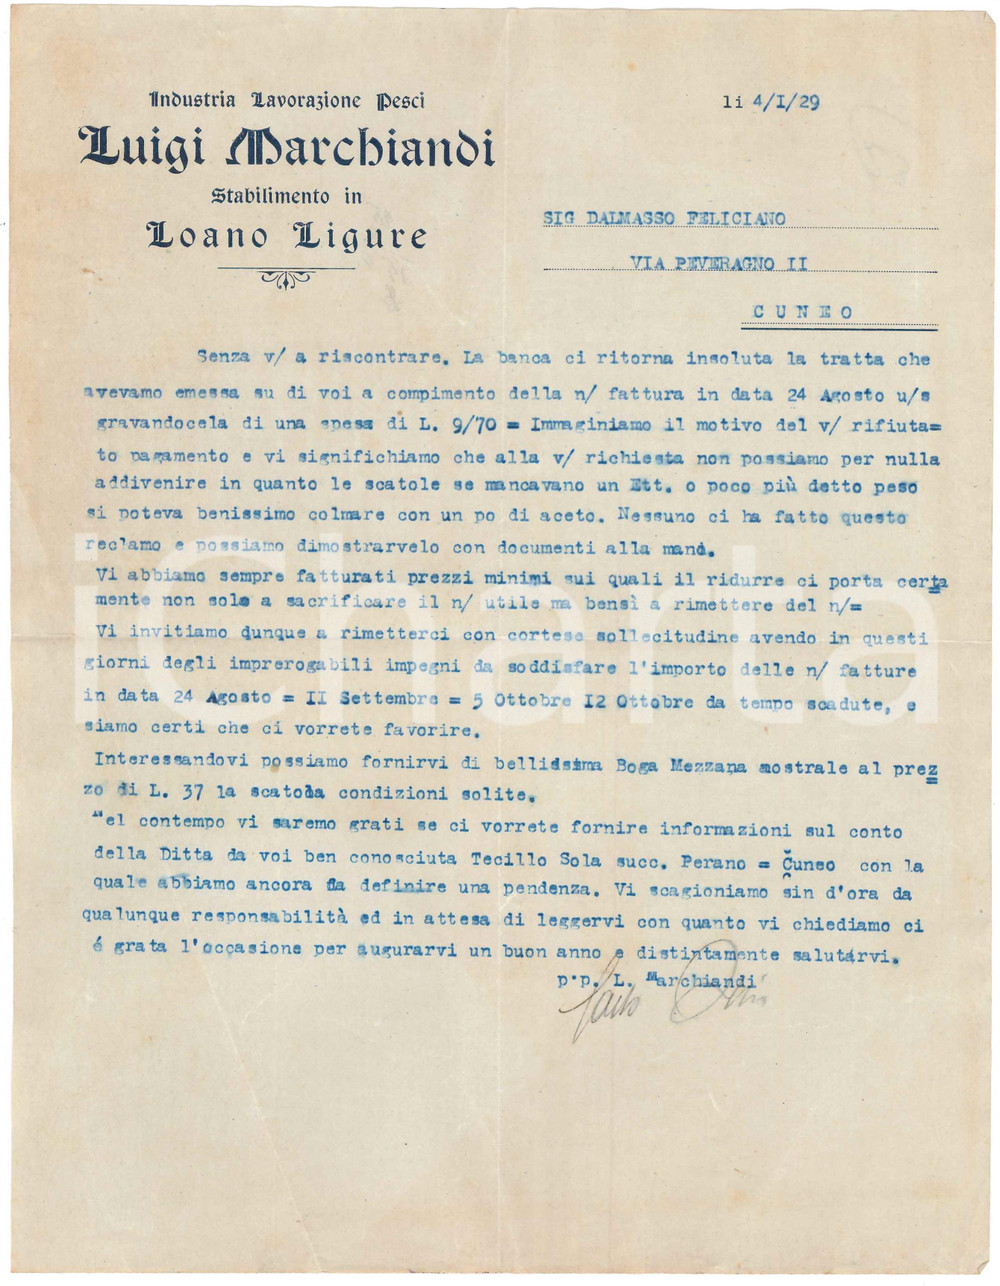 Industria Lavorazione Pesci
Luigi Marchiandi
Stabilimento in
Loano Ligure
li 4/I/29
SIG DALMASSO FELICIANO
VIA PEVERAGNO II
CUNEO
Senza v/ a riscontrare. La banca ci ritorna insoluta la tratta che
avevamo emessa su di voi a compimento della n/ fattura in data 24 Agosto u/s
gravandocela di una spesa di L. 9/70 = Immaginiamo il motivo del v/ rifiuta=
to pagamento e vi significhiamo che alla v/ richiesta non possiamo per nulla
addivenire in quanto le scatole se mancavano un Ett. o poco più detto peso
si poteva benissimo colmare con un po di aceto. Nessuno ci ha fatto questo
reclamo e possiamo dimostrarvelo con documenti alla mano.
Vi abbiamo sempre fatturati prezzi minimi sui quali il ridurre ci porta certa
mente non solo a sacrificare il n/ utile ma bensì a rimettere del n/=
Vi invitiamo dunque a rimetterci con cortese sollecitudine avendo in questi
giorni degli imprerogabili impegni da soddisfare l'importo delle n/ fatture
in data 24 Agosto = II Settembre = 5 Ottobre 12 Ottobre da tempo scadute, e
siamo certi che ci vorrete favorire.
Interessandovi possiamo fornirvi di bellissima Boga Mezzana nostrale al prez
zo di L. 37 la scatola condizioni solite.
Nel contempo vi saremo grati se ci vorrete fornire informazioni sul conto
della Ditta da voi ben conosciuta Tecillo Sola succ. Perano = Cuneo con la
quale abbiamo ancora da definire una pendenza. Vi scagioniamo sin d'ora da
qualunque responsabilità ed in attesa di leggervi con quanto vi chiediamo ci
é grata l'occasione per augurarvi un buon anno e distintamente salutarvi.
p.p. L. Marchiandi
iCharta